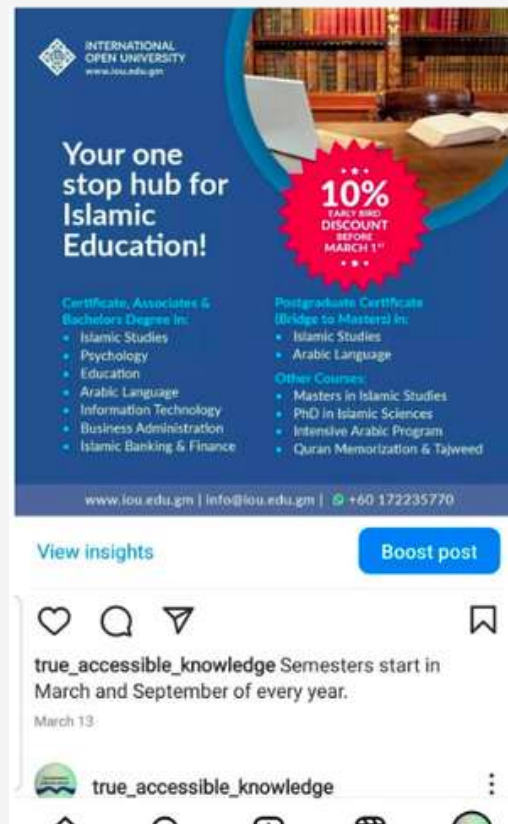 INTERNATIONAL
OPEN UNIVERSITY
www.iou.edu.gm
Your one
stop hub for
Islamic
Education!
10%
EARLY BIRD
DISCOUNT
BEFORE
MARCH 1ST
Certificate, Associates &
Bachelors Degree in:
• Islamic Studies
• Psychology
• Education
• Arabic Language
• Information Technology
• Business Administration
• Islamic Banking & Finance
Postgraduate Certificate
(Bridge to Masters) in:
• Islamic Studies
• Arabic Language
Other Courses:
• Masters in Islamic Studies
• PhD in Islamic Sciences
• Intensive Arabic Program
• Quran Memorization & Tajweed
www.iou.edu.gm | info@iou.edu.gm | +60 172235770
View insights
Boost post
true_accessible_knowledge Semesters start in
March and September of every year.
March 13
true_accessible_knowledge